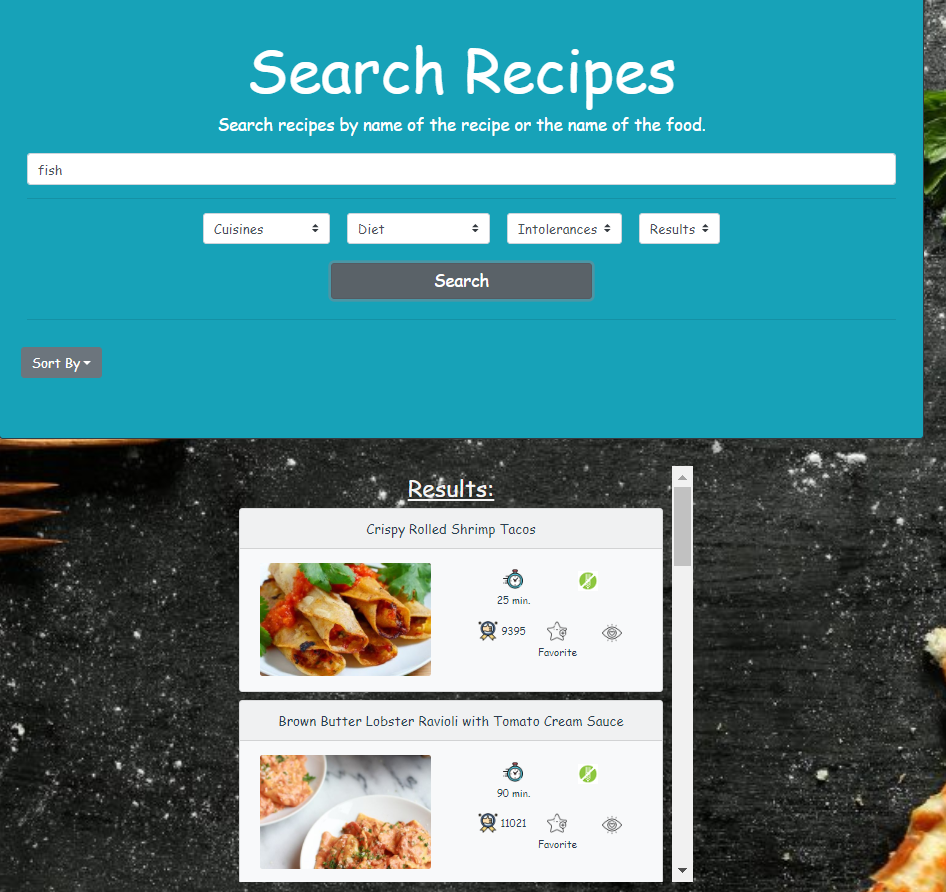 Search Recipes
Search recipes by name of the recipe or the name of the food.
fish
Cuisines Diet Intolerances Results
Search
Sort By
Results:
Crispy Rolled Shrimp Tacos
25 min.
9395
Favorite
Brown Butter Lobster Ravioli with Tomato Cream Sauce
90 min.
11021
Favorite